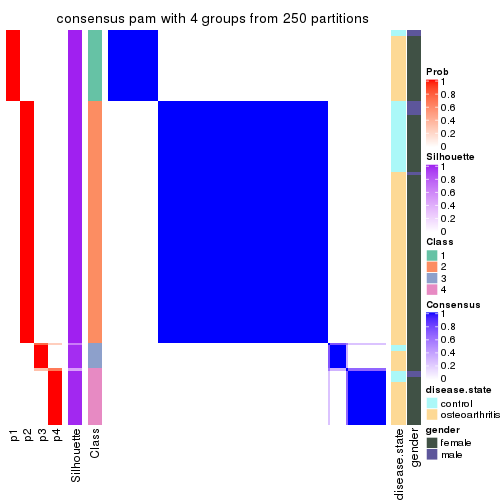 consensus pam with 4 groups from 250 partitions
Prob
1
0.8
0.6
0.4
0.2
0
Silhouette
1
0.8
0.6
0.4
0.2
0
Class
1
2
3
4
Consensus
1
0.8
0.6
0.4
0.2
0
disease.state
control
osteoarthritis
gender
female
male
p1
p2
p3
p4
Silhouette
Class
disease.state
gender